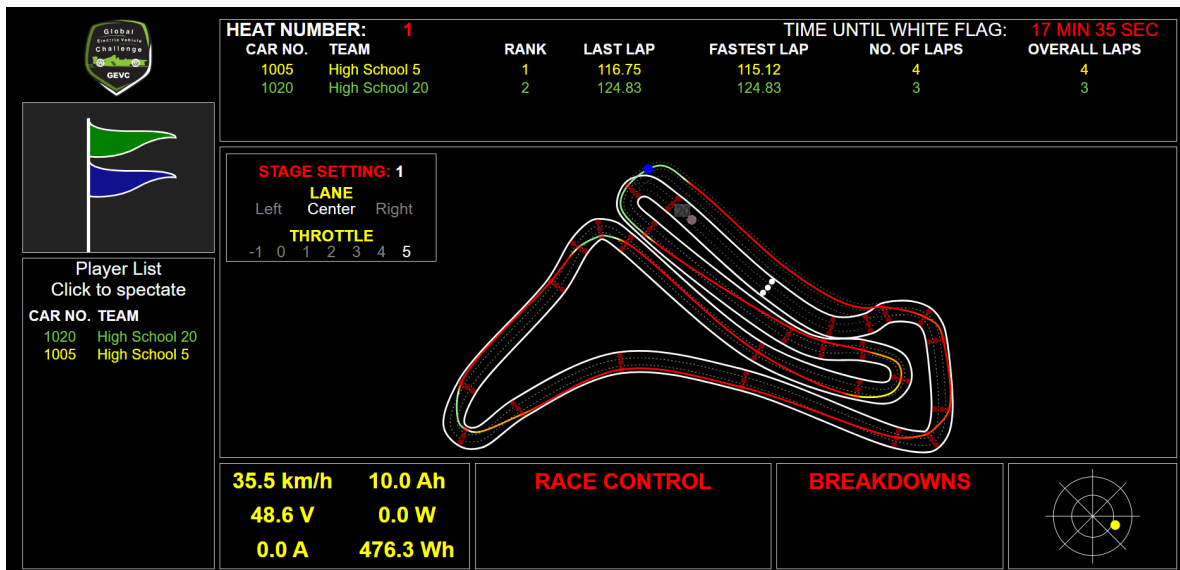 Global
Electric Vehicle
Challenge
GEVC
HEAT NUMBER: 1 TIME UNTIL WHITE FLAG: 17 MIN 35 SEC
CAR NO. TEAM RANK LAST LAP FASTEST LAP NO. OF LAPS OVERALL LAPS
1005 High School 5 1 116.75 115.12 4 4
1020 High School 20 2 124.83 124.83 3 3
STAGE SETTING: 1
LANE
Left Center Right
THROTTLE
-1 0 1 2 3 4 5
Player List
Click to spectate
CAR NO. TEAM
1020 High School 20
1005 High School 5
35.5 km/h 10.0 Ah
48.6 V 0.0 W
0.0 A 476.3 Wh
RACE CONTROL
BREAKDOWNS